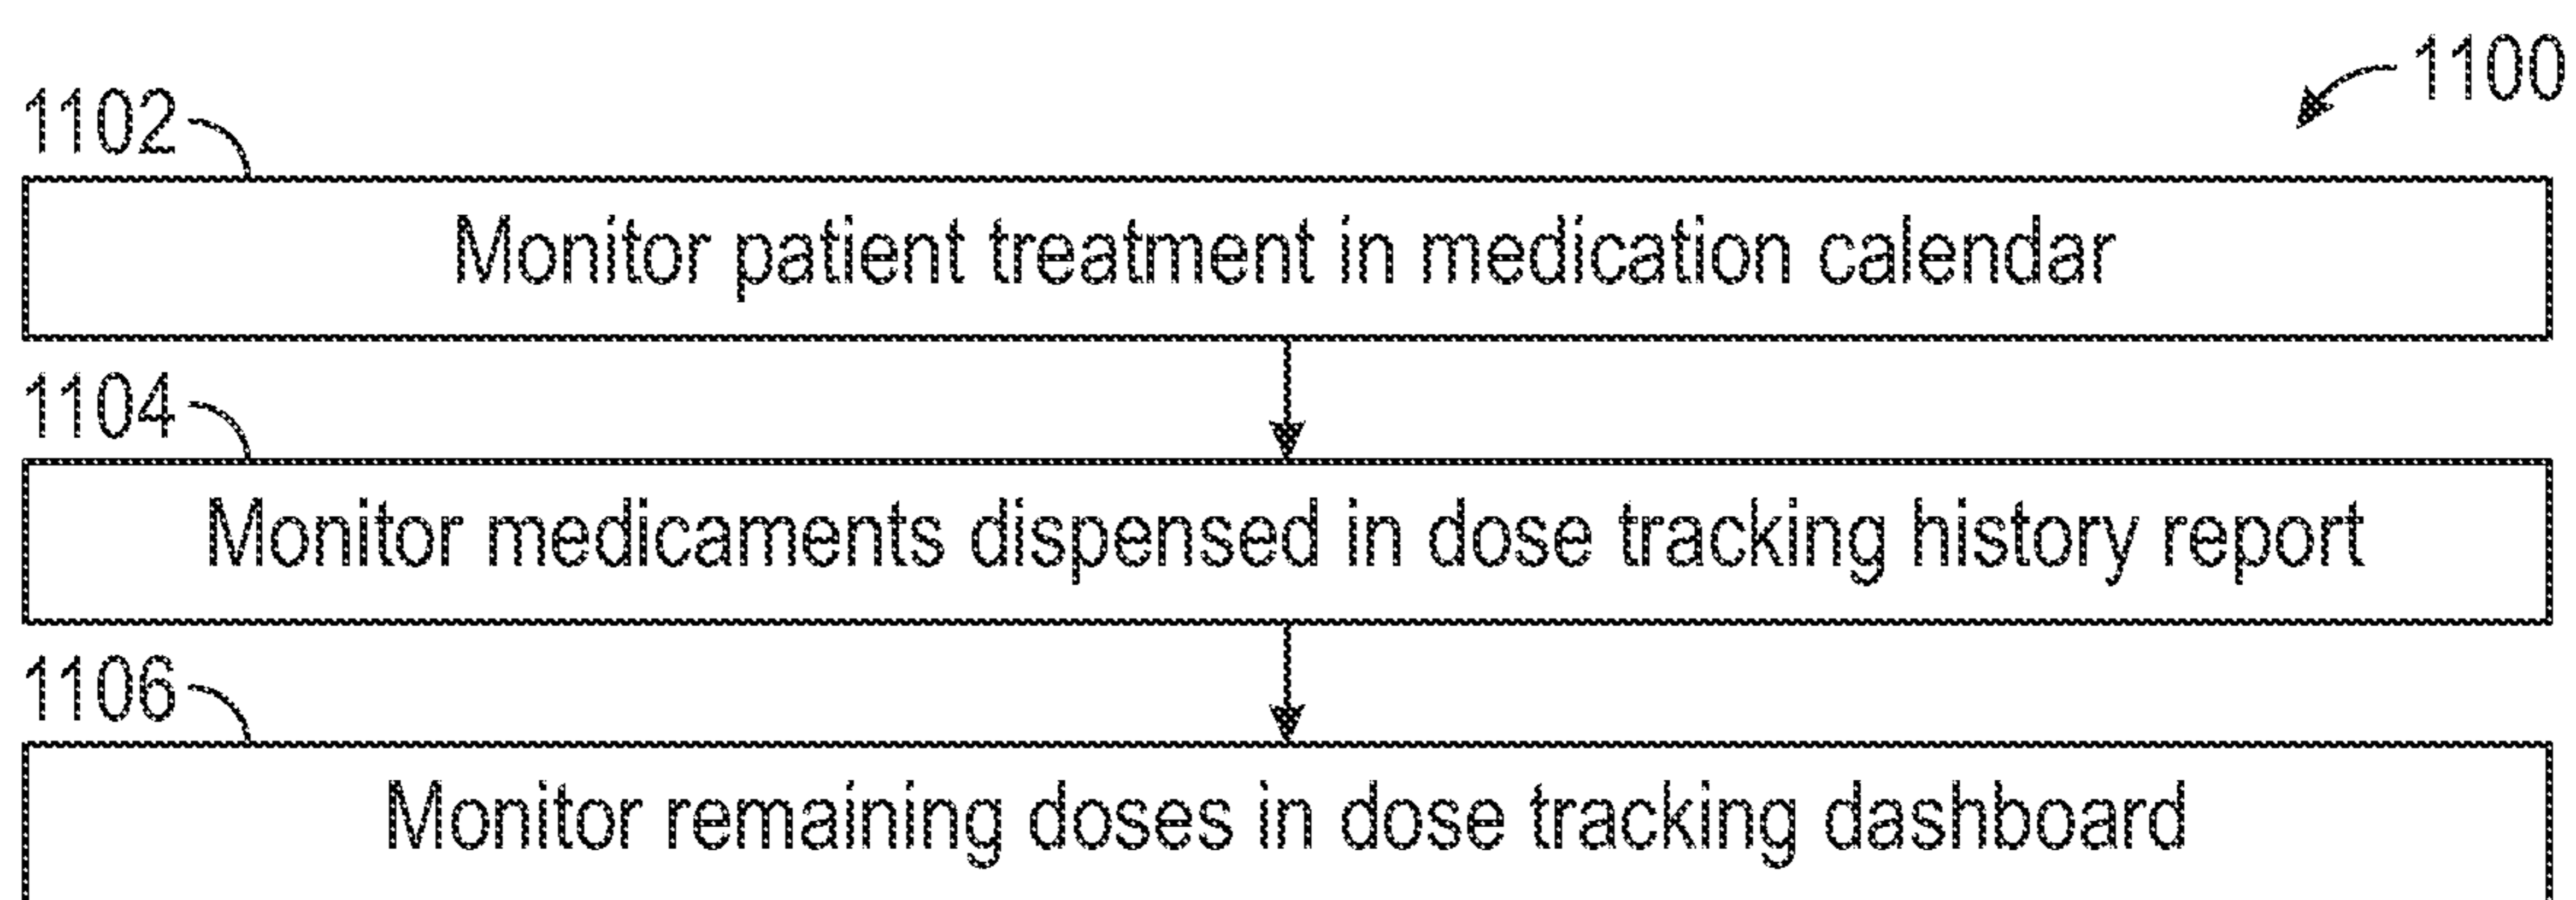 1100
1102
Monitor patient treatment in medication calendar
1104
Monitor medicaments dispensed in dose tracking history report
1106
Monitor remaining doses in dose tracking dashboard